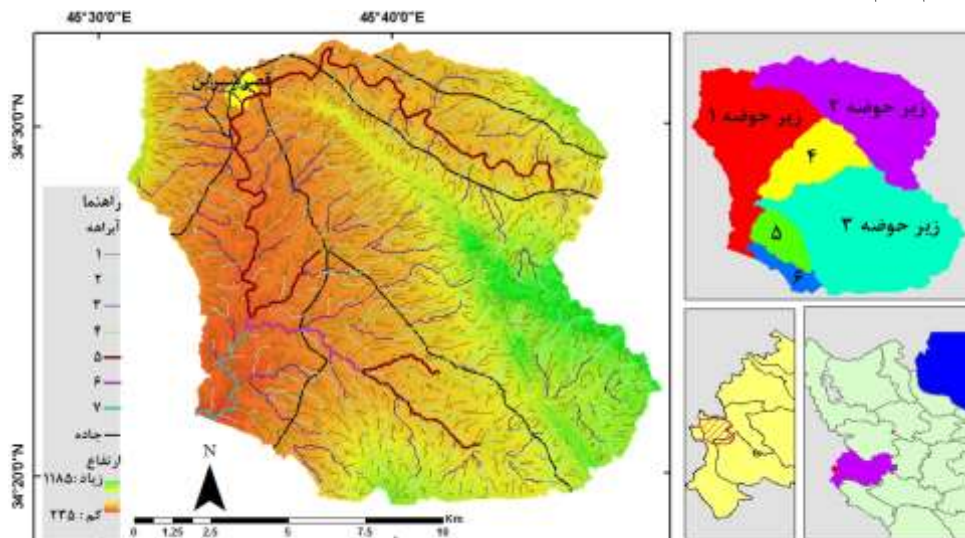 45°30'0"E
45°40'0"E
34°30'0"N
34°20'0"N
قصرشیرین
راهنما
آبراهه
۱
۲
۳
۴
۵
۶
۷
جاده
ارتفاع
زیاد: ۱۱۸۵
کم: ۲۳۵
N
0 1.25 2.5 5 7.5 10 Km
زیر حوضه ۱
زیر حوضه ۲
۴
زیر حوضه ۳
۵
۶